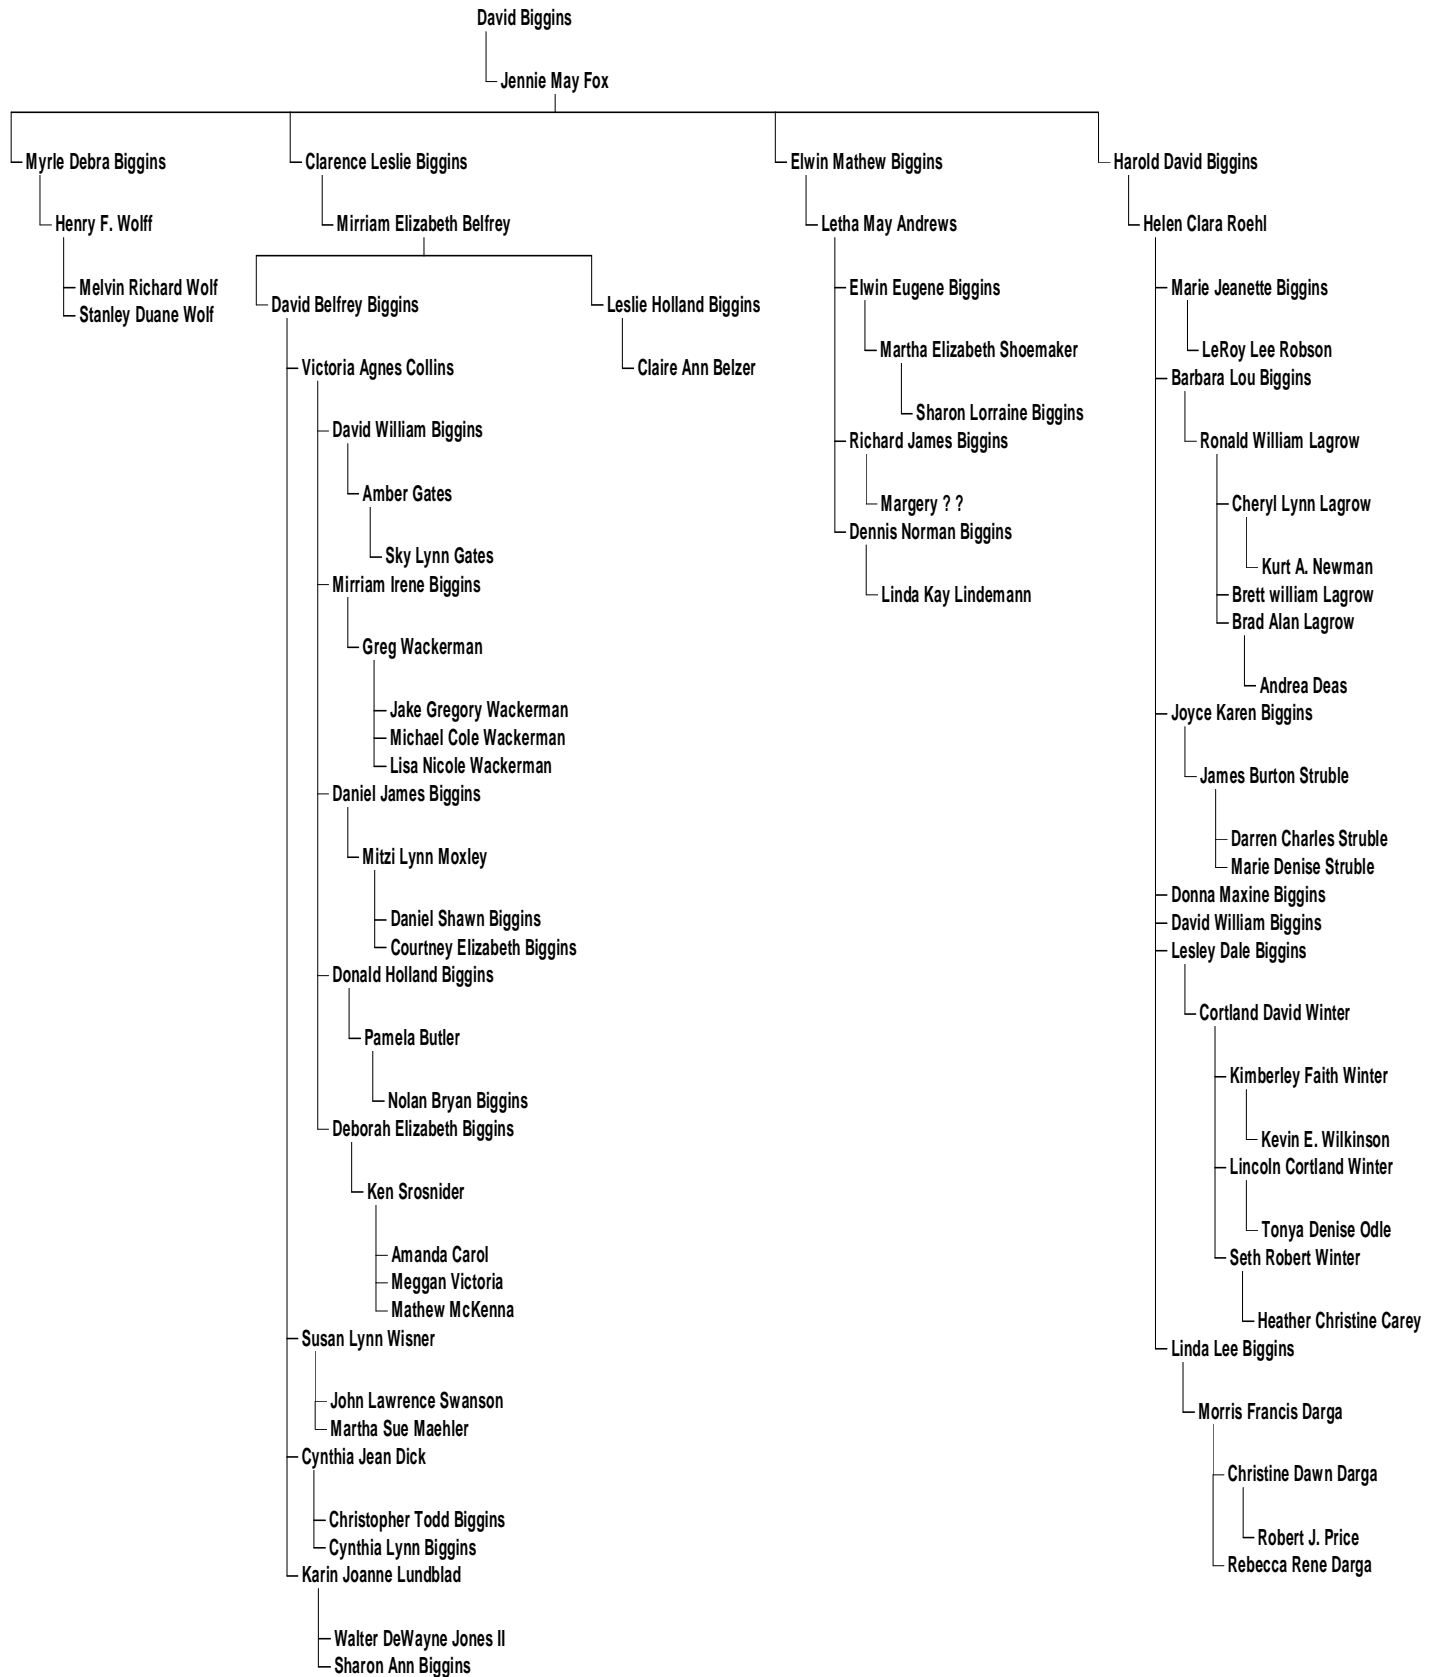 David Biggins
Jennie May Fox
Myrle Debra Biggins
Henry F. Wolff
Melvin Richard Wolf
Stanley Duane Wolf
Clarence Leslie Biggins
Mirriam Elizabeth Belfrey
David Belfrey Biggins
Victoria Agnes Collins
David William Biggins
Amber Gates
Sky Lynn Gates
Mirriam Irene Biggins
Greg Wackerman
Jake Gregory Wackerman
Michael Cole Wackerman
Lisa Nicole Wackerman
Daniel James Biggins
Mitzi Lynn Moxley
Daniel Shawn Biggins
Courtney Elizabeth Biggins
Donald Holland Biggins
Pamela Butler
Nolan Bryan Biggins
Deborah Elizabeth Biggins
Ken Srosnider
Amanda Carol
Meggan Victoria
Mathew McKenna
Susan Lynn Wisner
John Lawrence Swanson
Martha Sue Maehler
Cynthia Jean Dick
Christopher Todd Biggins
Cynthia Lynn Biggins
Karin Joanne Lundblad
Walter DeWayne Jones II
Sharon Ann Biggins
Leslie Holland Biggins
Claire Ann Belzer
Elwin Mathew Biggins
Letha May Andrews
Elwin Eugene Biggins
Martha Elizabeth Shoemaker
Sharon Lorraine Biggins
Richard James Biggins
Margery ? ?
Dennis Norman Biggins
Linda Kay Lindemann
Harold David Biggins
Helen Clara Roehl
Marie Jeanette Biggins
LeRoy Lee Robson
Barbara Lou Biggins
Ronald William Lagrow
Cheryl Lynn Lagrow
Kurt A. Newman
Brett william Lagrow
Brad Alan Lagrow
Andrea Deas
Joyce Karen Biggins
James Burton Struble
Darren Charles Struble
Marie Denise Struble
Donna Maxine Biggins
David William Biggins
Lesley Dale Biggins
Cortland David Winter
Kimberley Faith Winter
Kevin E. Wilkinson
Lincoln Cortland Winter
Tonya Denise Odle
Seth Robert Winter
Heather Christine Carey
Linda Lee Biggins
Morris Francis Darga
Christine Dawn Darga
Robert J. Price
Rebecca Rene Darga